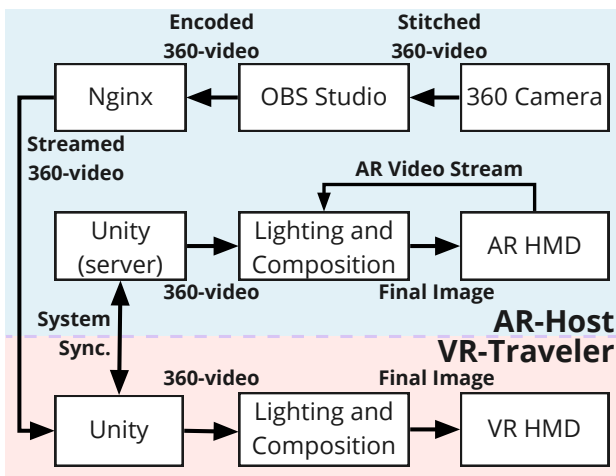 Encoded
360-video
Stitched
360-video
Nginx
OBS Studio
360 Camera
Streamed
360-video
AR Video Stream
Unity
(server)
Lighting and
Composition
AR HMD
360-video
Final Image
System
Sync.
AR-Host
VR-Traveler
360-video
Final Image
Unity
Lighting and
Composition
VR HMD